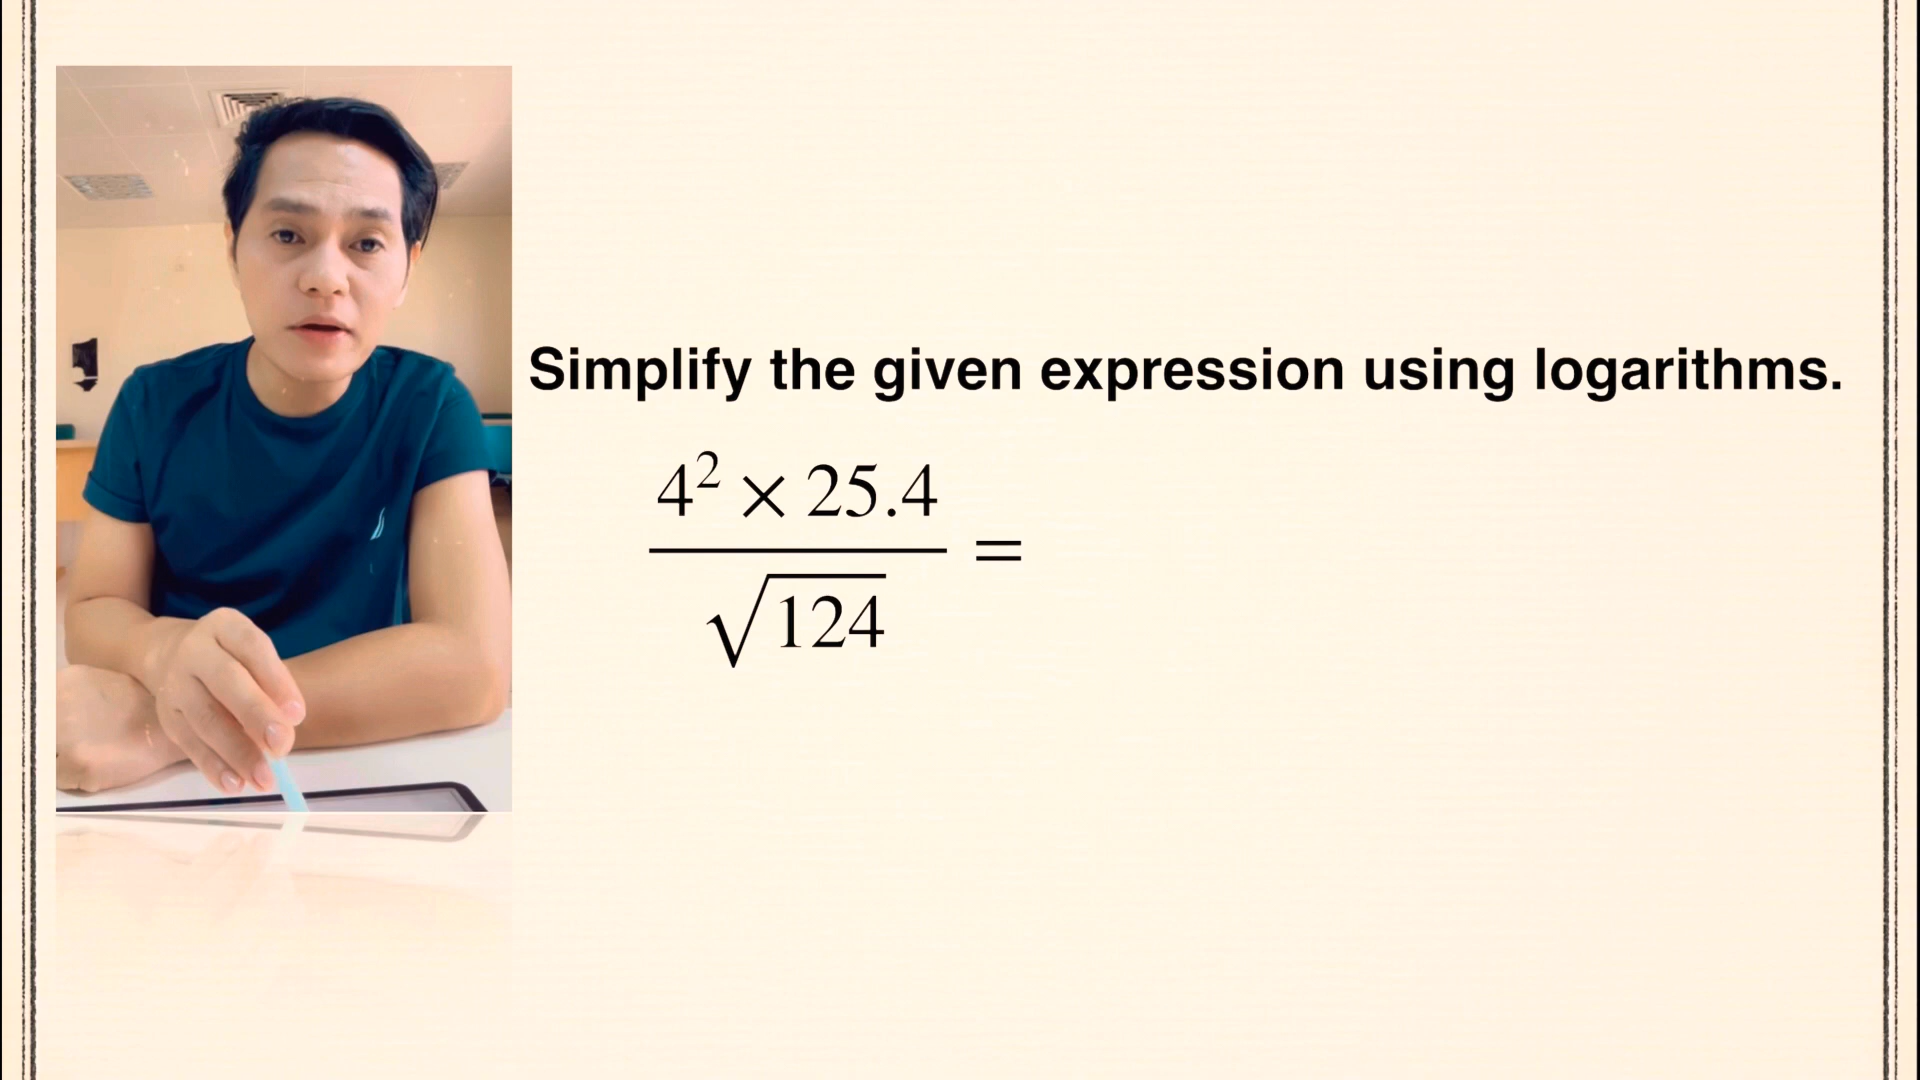 Simplify the given expression using logarithms.
4² × 25.4
=
√124